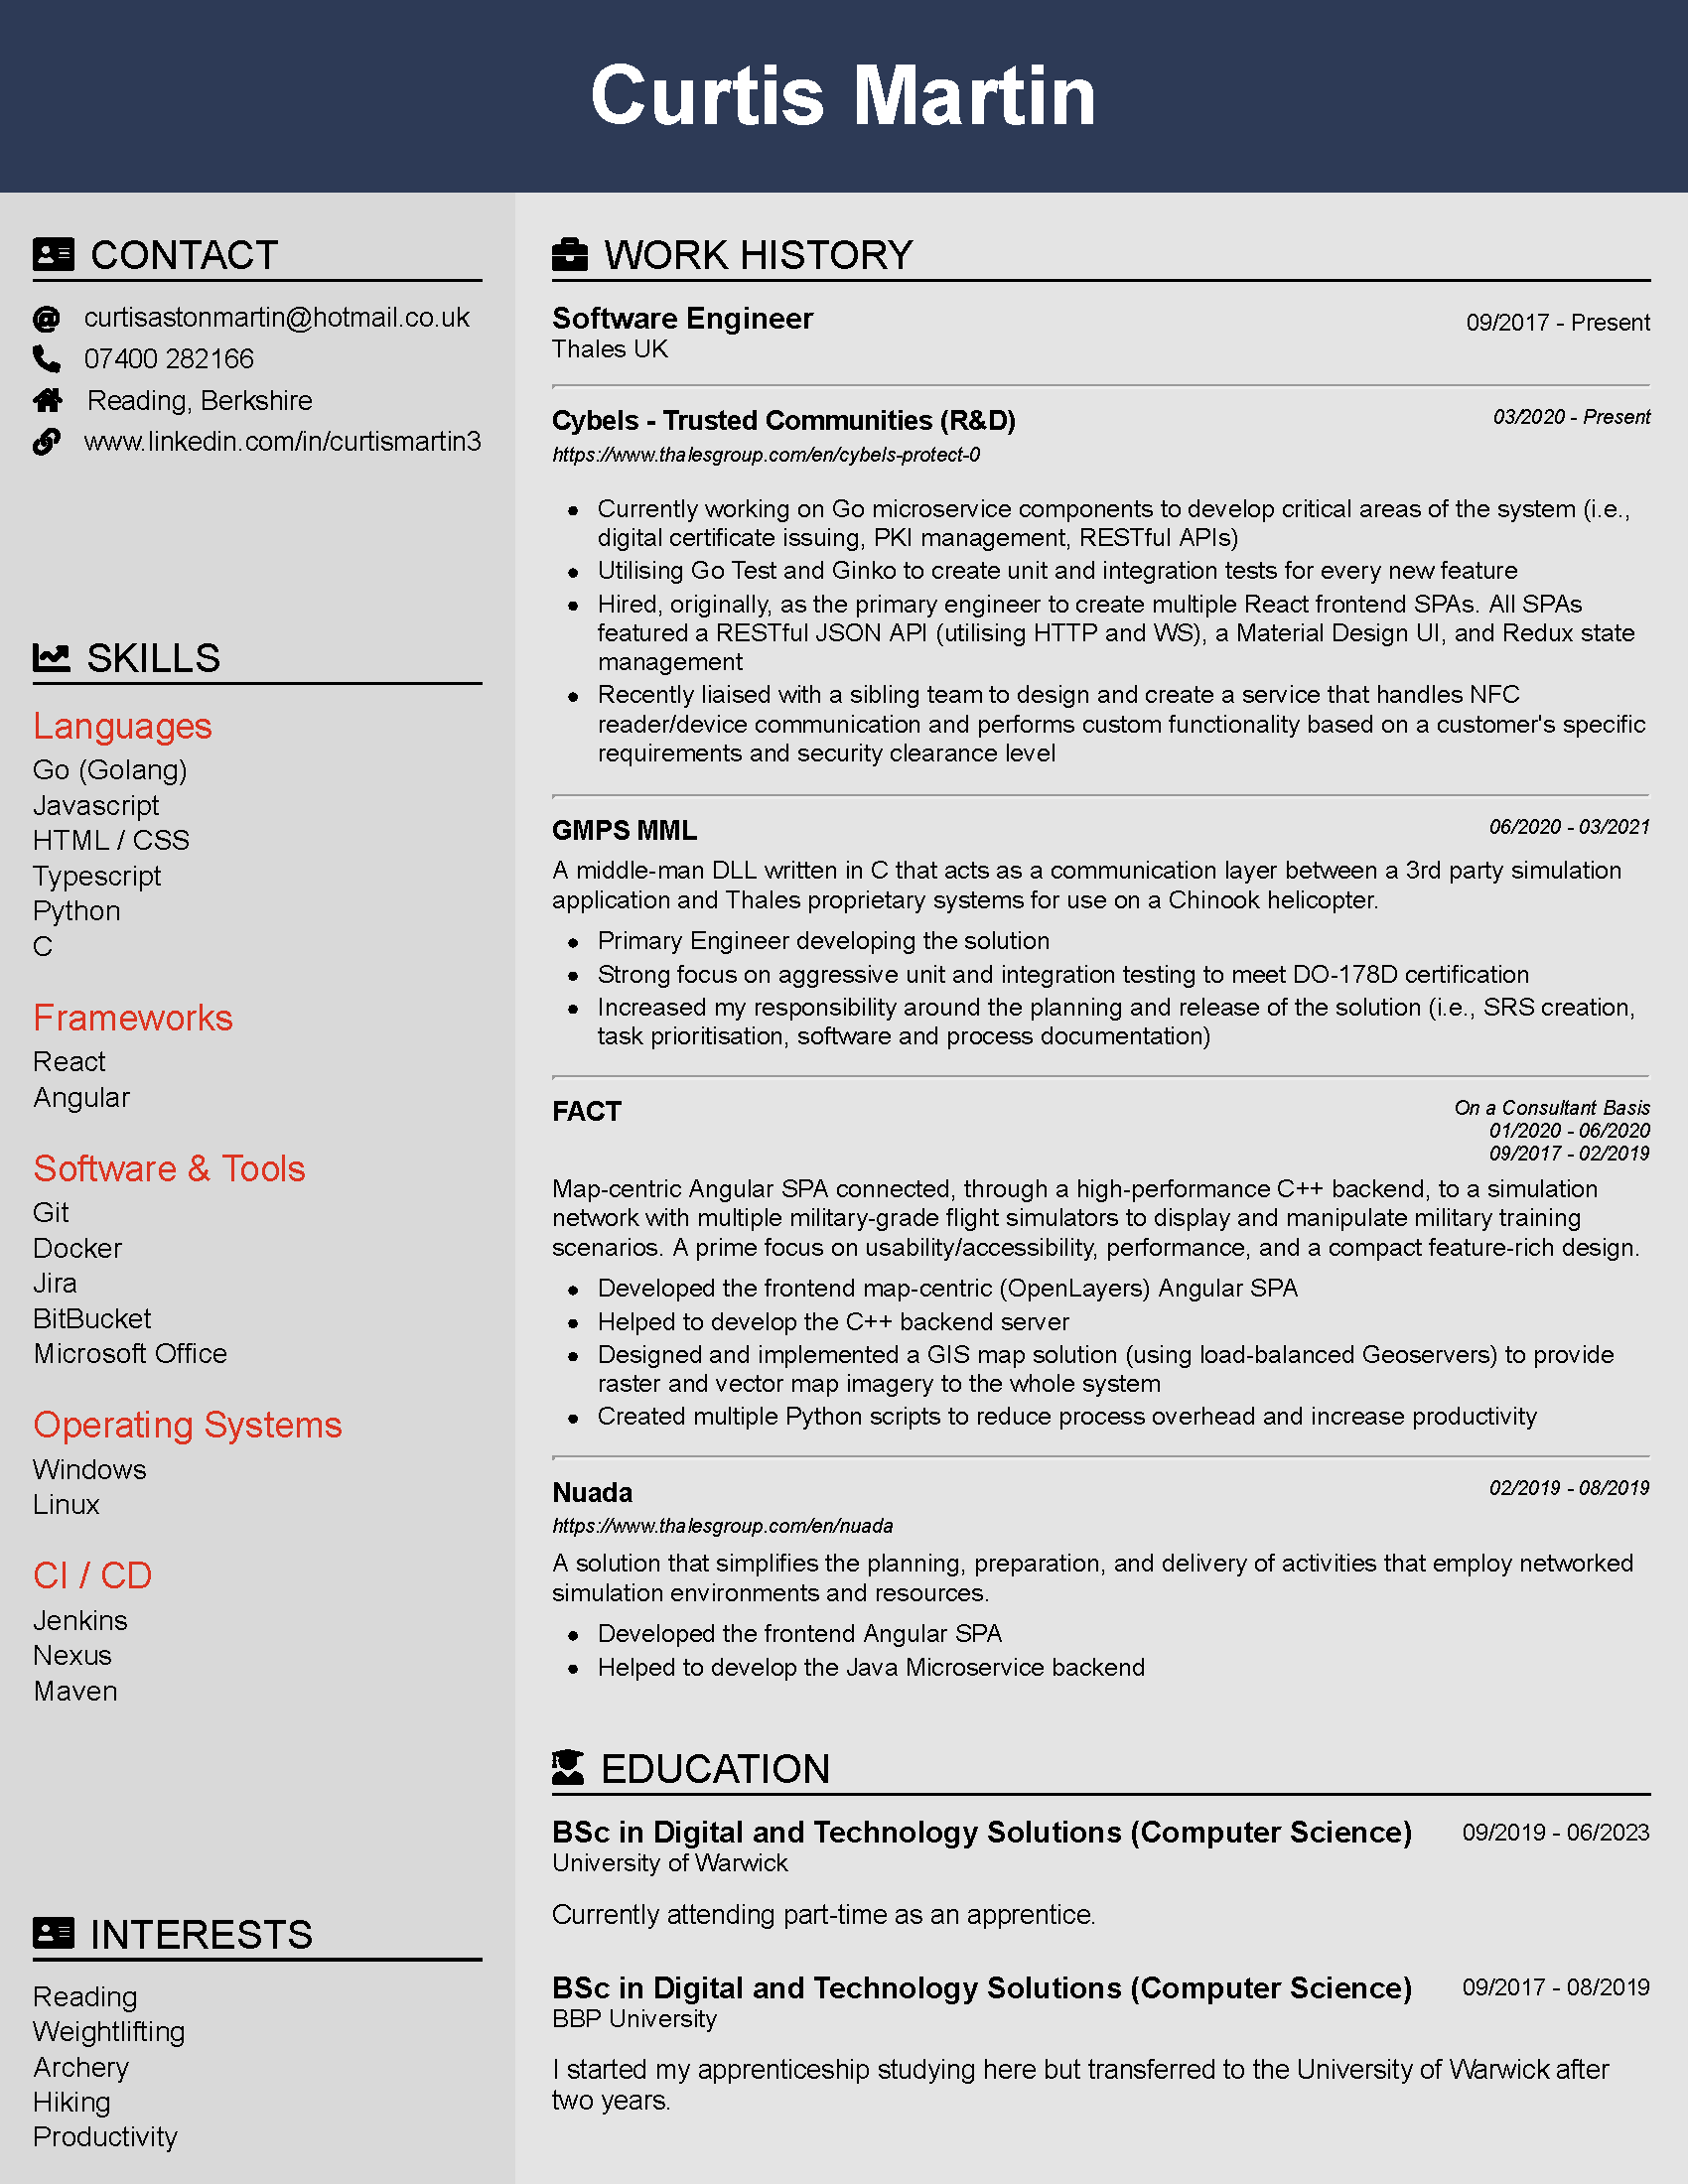 Curtis Martin
CONTACT
curtisastonmartin@hotmail.co.uk
07400 282166
Reading, Berkshire
www.linkedin.com/in/curtismartin3
SKILLS
Languages
Go (Golang)
Javascript
HTML / CSS
Typescript
Python
C
Frameworks
React
Angular
Software & Tools
Git
Docker
Jira
BitBucket
Microsoft Office
Operating Systems
Windows
Linux
CI / CD
Jenkins
Nexus
Maven
INTERESTS
Reading
Weightlifting
Archery
Hiking
Productivity
WORK HISTORY
Software Engineer 09/2017 - Present
Thales UK
Cybels - Trusted Communities (R&D) 03/2020 - Present
https://www.thalesgroup.com/en/cybels-protect-0
• Currently working on Go microservice components to develop critical areas of the system (i.e.,
digital certificate issuing, PKI management, RESTful APIs)
• Utilising Go Test and Ginko to create unit and integration tests for every new feature
• Hired, originally, as the primary engineer to create multiple React frontend SPAs. All SPAs
featured a RESTful JSON API (utilising HTTP and WS), a Material Design UI, and Redux state
management
• Recently liaised with a sibling team to design and create a service that handles NFC
reader/device communication and performs custom functionality based on a customer's specific
requirements and security clearance level
GMPS MML 06/2020 - 03/2021
A middle-man DLL written in C that acts as a communication layer between a 3rd party simulation
application and Thales proprietary systems for use on a Chinook helicopter.
• Primary Engineer developing the solution
• Strong focus on aggressive unit and integration testing to meet DO-178D certification
• Increased my responsibility around the planning and release of the solution (i.e., SRS creation,
task prioritisation, software and process documentation)
FACT On a Consultant Basis
01/2020 - 06/2020
09/2017 - 02/2019
Map-centric Angular SPA connected, through a high-performance C++ backend, to a simulation
network with multiple military-grade flight simulators to display and manipulate military training
scenarios. A prime focus on usability/accessibility, performance, and a compact feature-rich design.
• Developed the frontend map-centric (OpenLayers) Angular SPA
• Helped to develop the C++ backend server
• Designed and implemented a GIS map solution (using load-balanced Geoservers) to provide
raster and vector map imagery to the whole system
• Created multiple Python scripts to reduce process overhead and increase productivity
Nuada 02/2019 - 08/2019
https://www.thalesgroup.com/en/nuada
A solution that simplifies the planning, preparation, and delivery of activities that employ networked
simulation environments and resources.
• Developed the frontend Angular SPA
• Helped to develop the Java Microservice backend
EDUCATION
BSc in Digital and Technology Solutions (Computer Science) 09/2019 - 06/2023
University of Warwick
Currently attending part-time as an apprentice.
BSc in Digital and Technology Solutions (Computer Science) 09/2017 - 08/2019
BBP University
I started my apprenticeship studying here but transferred to the University of Warwick after
two years.